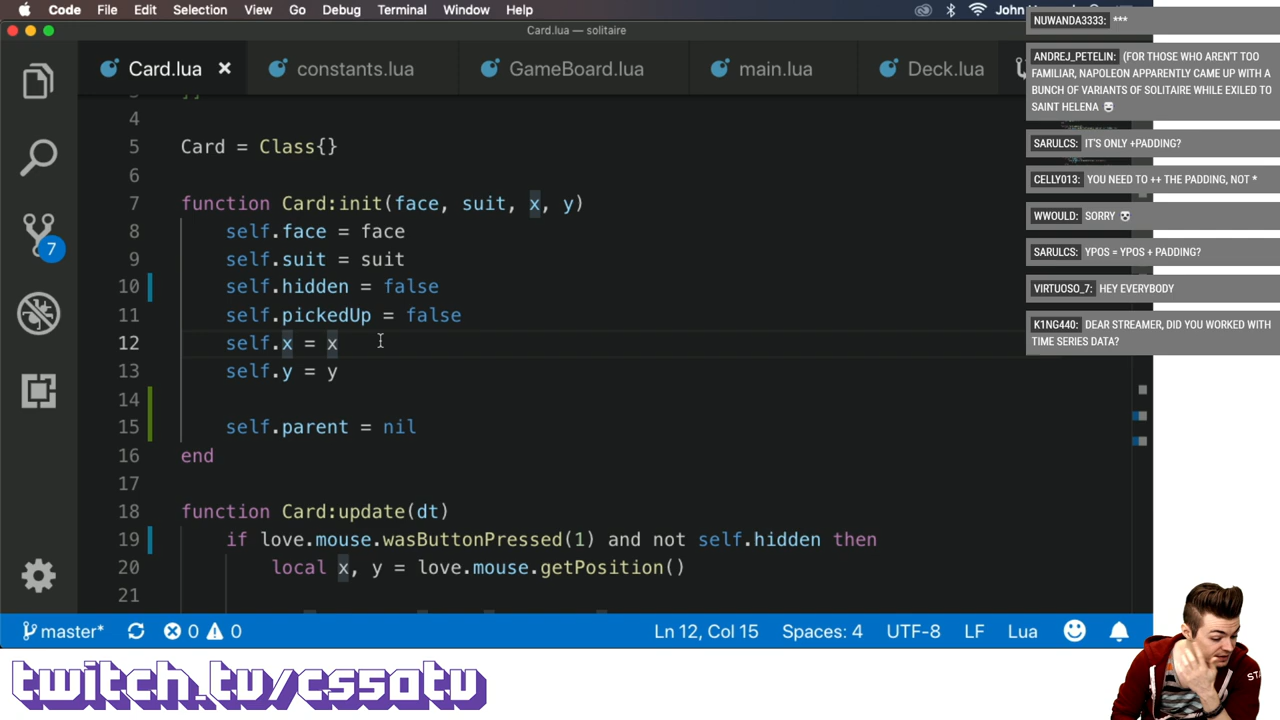 Code File Edit Selection View Go Debug Terminal Window Help
Card.lua — solitaire
Card.lua × constants.lua GameBoard.lua main.lua Deck.lua
4
5 Card = Class{}
6
7 function Card:init(face, suit, x, y)
8 self.face = face
9 self.suit = suit
10 self.hidden = false
11 self.pickedUp = false
12 self.x = x
13 self.y = y
14
15 self.parent = nil
16 end
17
18 function Card:update(dt)
19 if love.mouse.wasButtonPressed(1) and not self.hidden then
20 local x, y = love.mouse.getPosition()
21
7
master* 0 0 Ln 12, Col 15 Spaces: 4 UTF-8 LF Lua
John
NUWANDA3333: ***
ANDREJ_PETELIN: (FOR THOSE WHO AREN'T TOO
FAMILIAR, NAPOLEON APPARENTLY CAME UP WITH A
BUNCH OF VARIANTS OF SOLITAIRE WHILE EXILED TO
SAINT HELENA
SARULCS: IT'S ONLY +PADDING?
CELLY013: YOU NEED TO ++ THE PADDING, NOT *
WWOULD: SORRY
SARULCS: YPOS = YPOS + PADDING?
VIRTUOSO_7: HEY EVERYBODY
K1NG440: DEAR STREAMER, DID YOU WORKED WITH
TIME SERIES DATA?
twitch.tv/cs50tv